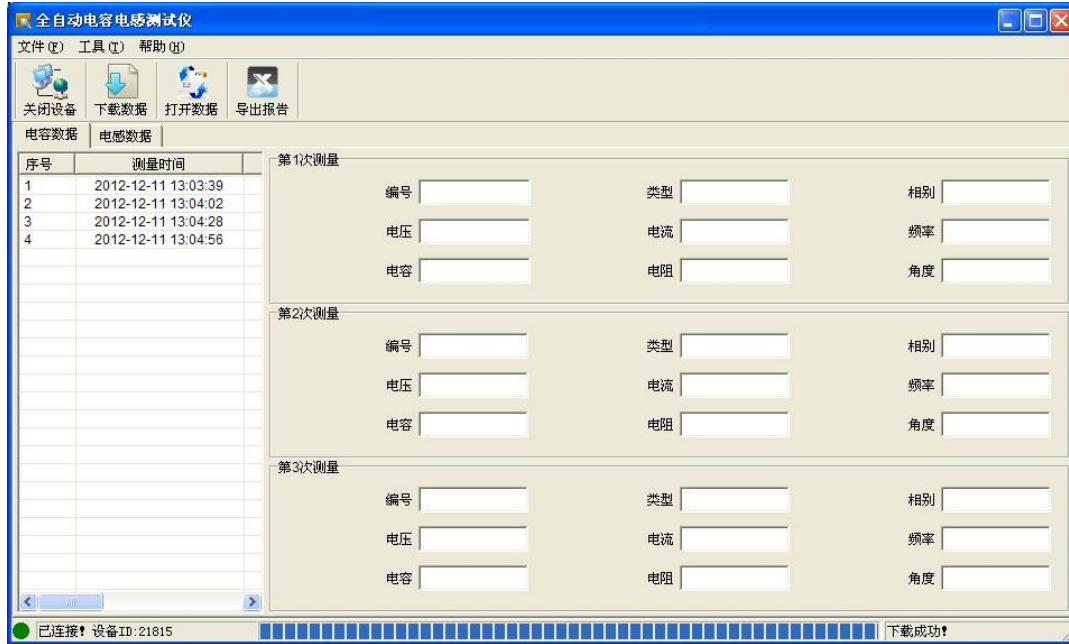 全自动电容电感测试仪
文件(F) 工具(T) 帮助(H)
关闭设备 下载数据 打开数据 导出报告
电容数据 电感数据
序号 测量时间
1 2012-12-11 13:03:39
2 2012-12-11 13:04:02
3 2012-12-11 13:04:28
4 2012-12-11 13:04:56
第1次测量
编号 类型 相别
电压 电流 频率
电容 电阻 角度
第2次测量
编号 类型 相别
电压 电流 频率
电容 电阻 角度
第3次测量
编号 类型 相别
电压 电流 频率
电容 电阻 角度
已连接! 设备ID:21815 下载成功!